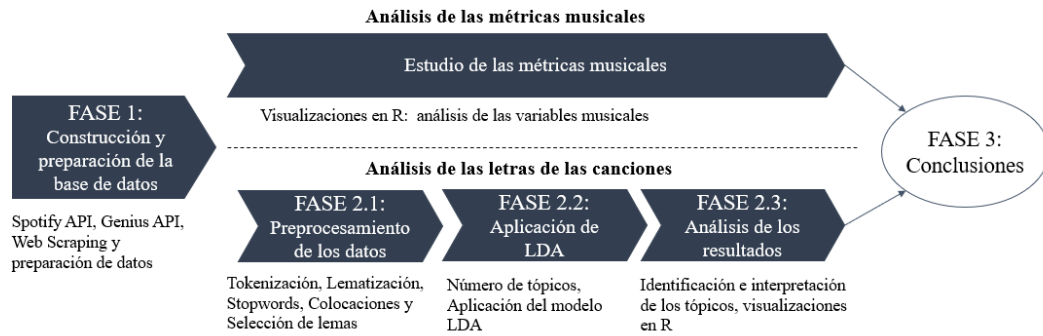 Análisis de las métricas musicales
Estudio de las métricas musicales
Visualizaciones en R: análisis de las variables musicales
FASE 1:
Construcción y
preparación de la
base de datos
Spotify API, Genius API,
Web Scraping y
preparación de datos
Análisis de las letras de las canciones
FASE 2.1:
Preprocesamiento
de los datos
Tokenización, Lematización,
Stopwords, Colocaciones y
Selección de lemas
FASE 2.2:
Aplicación de
LDA
Número de tópicos,
Aplicación del modelo
LDA
FASE 2.3:
Análisis de los
resultados
Identificación e interpretación
de los tópicos, visualizaciones
en R
FASE 3:
Conclusiones